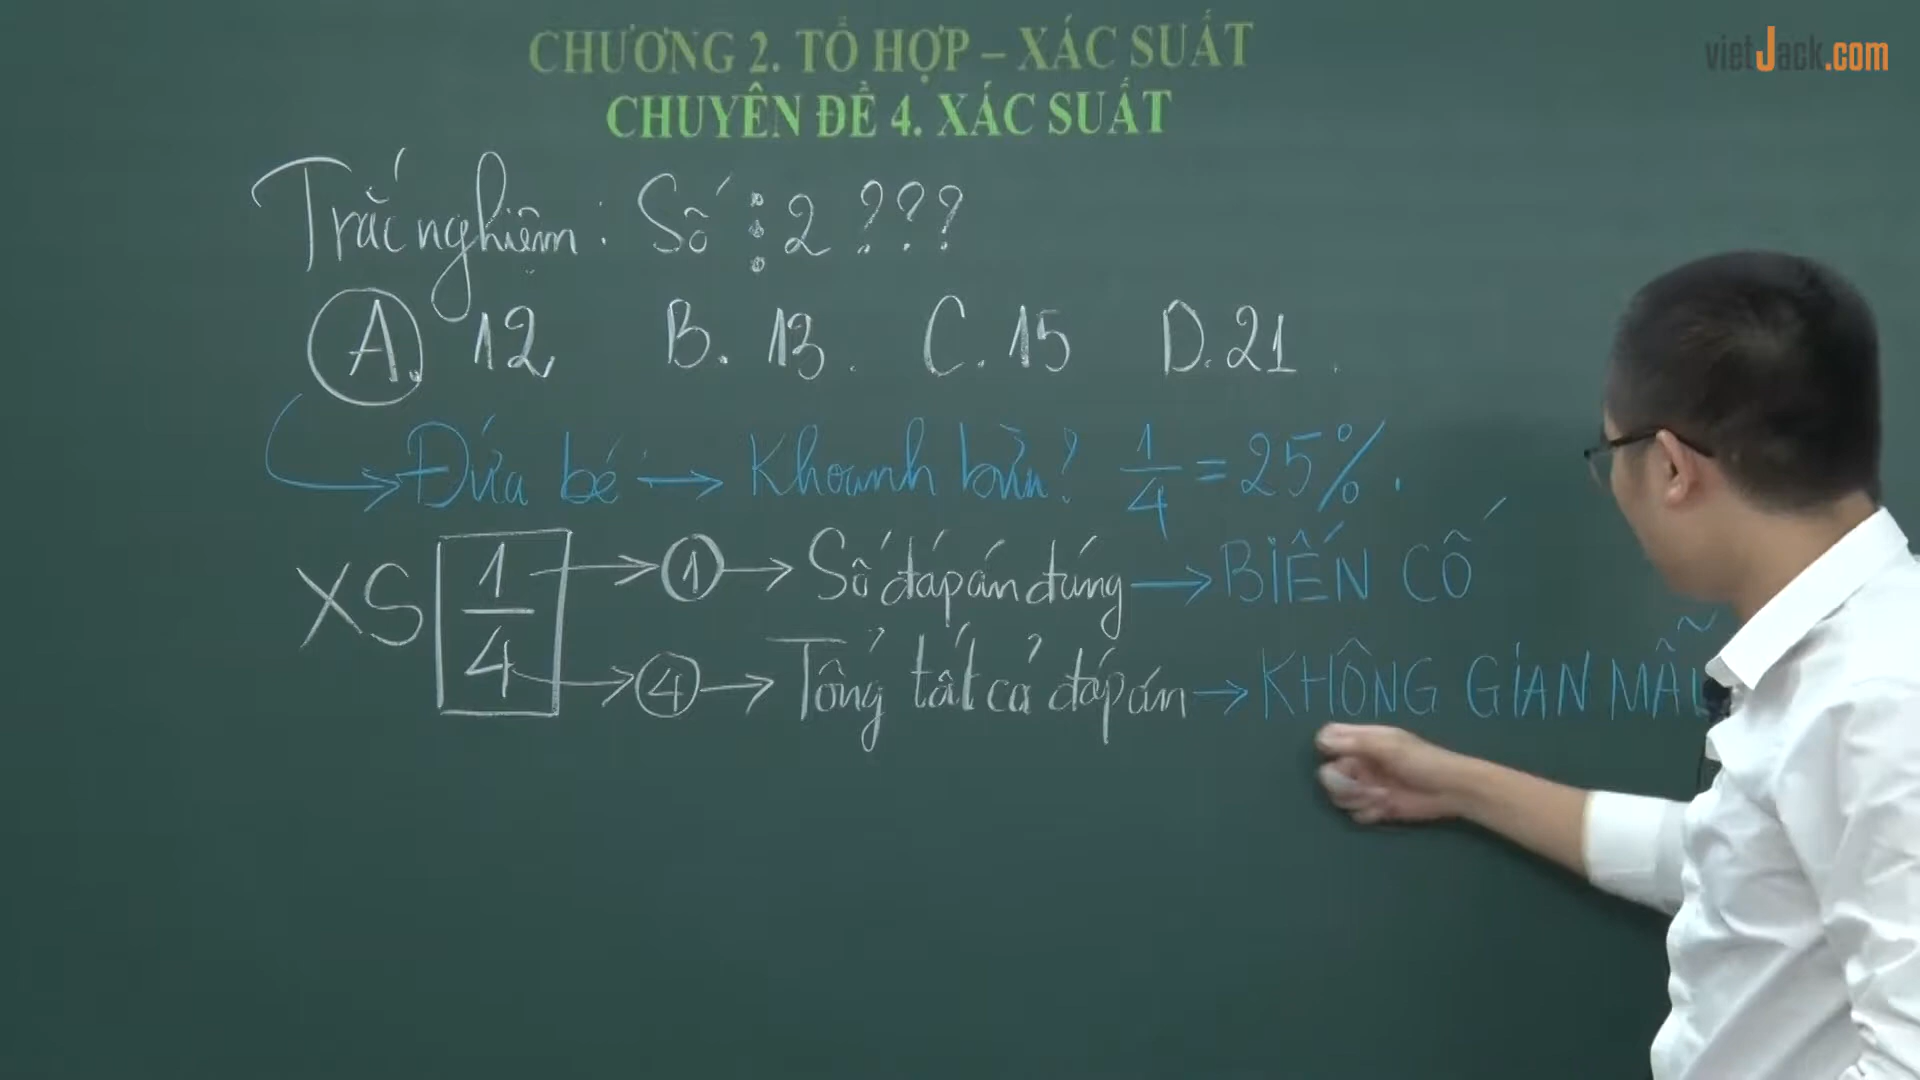 CHƯƠNG 2. TỔ HỢP – XÁC SUẤT
vietJack.com
CHUYÊN ĐỀ 4. XÁC SUẤT
Trắc nghiệm: Số ⋮ 2 ???
A. 12 B. 13. C. 15 D. 21.
Đứa bé → Khoanh bừa? 1/4 = 25%.
XS 1/4 → 1 → Số đáp án đúng → BIẾN CỐ
→ 4 → Tổng tất cả đáp án → KHÔNG GIAN MẪU